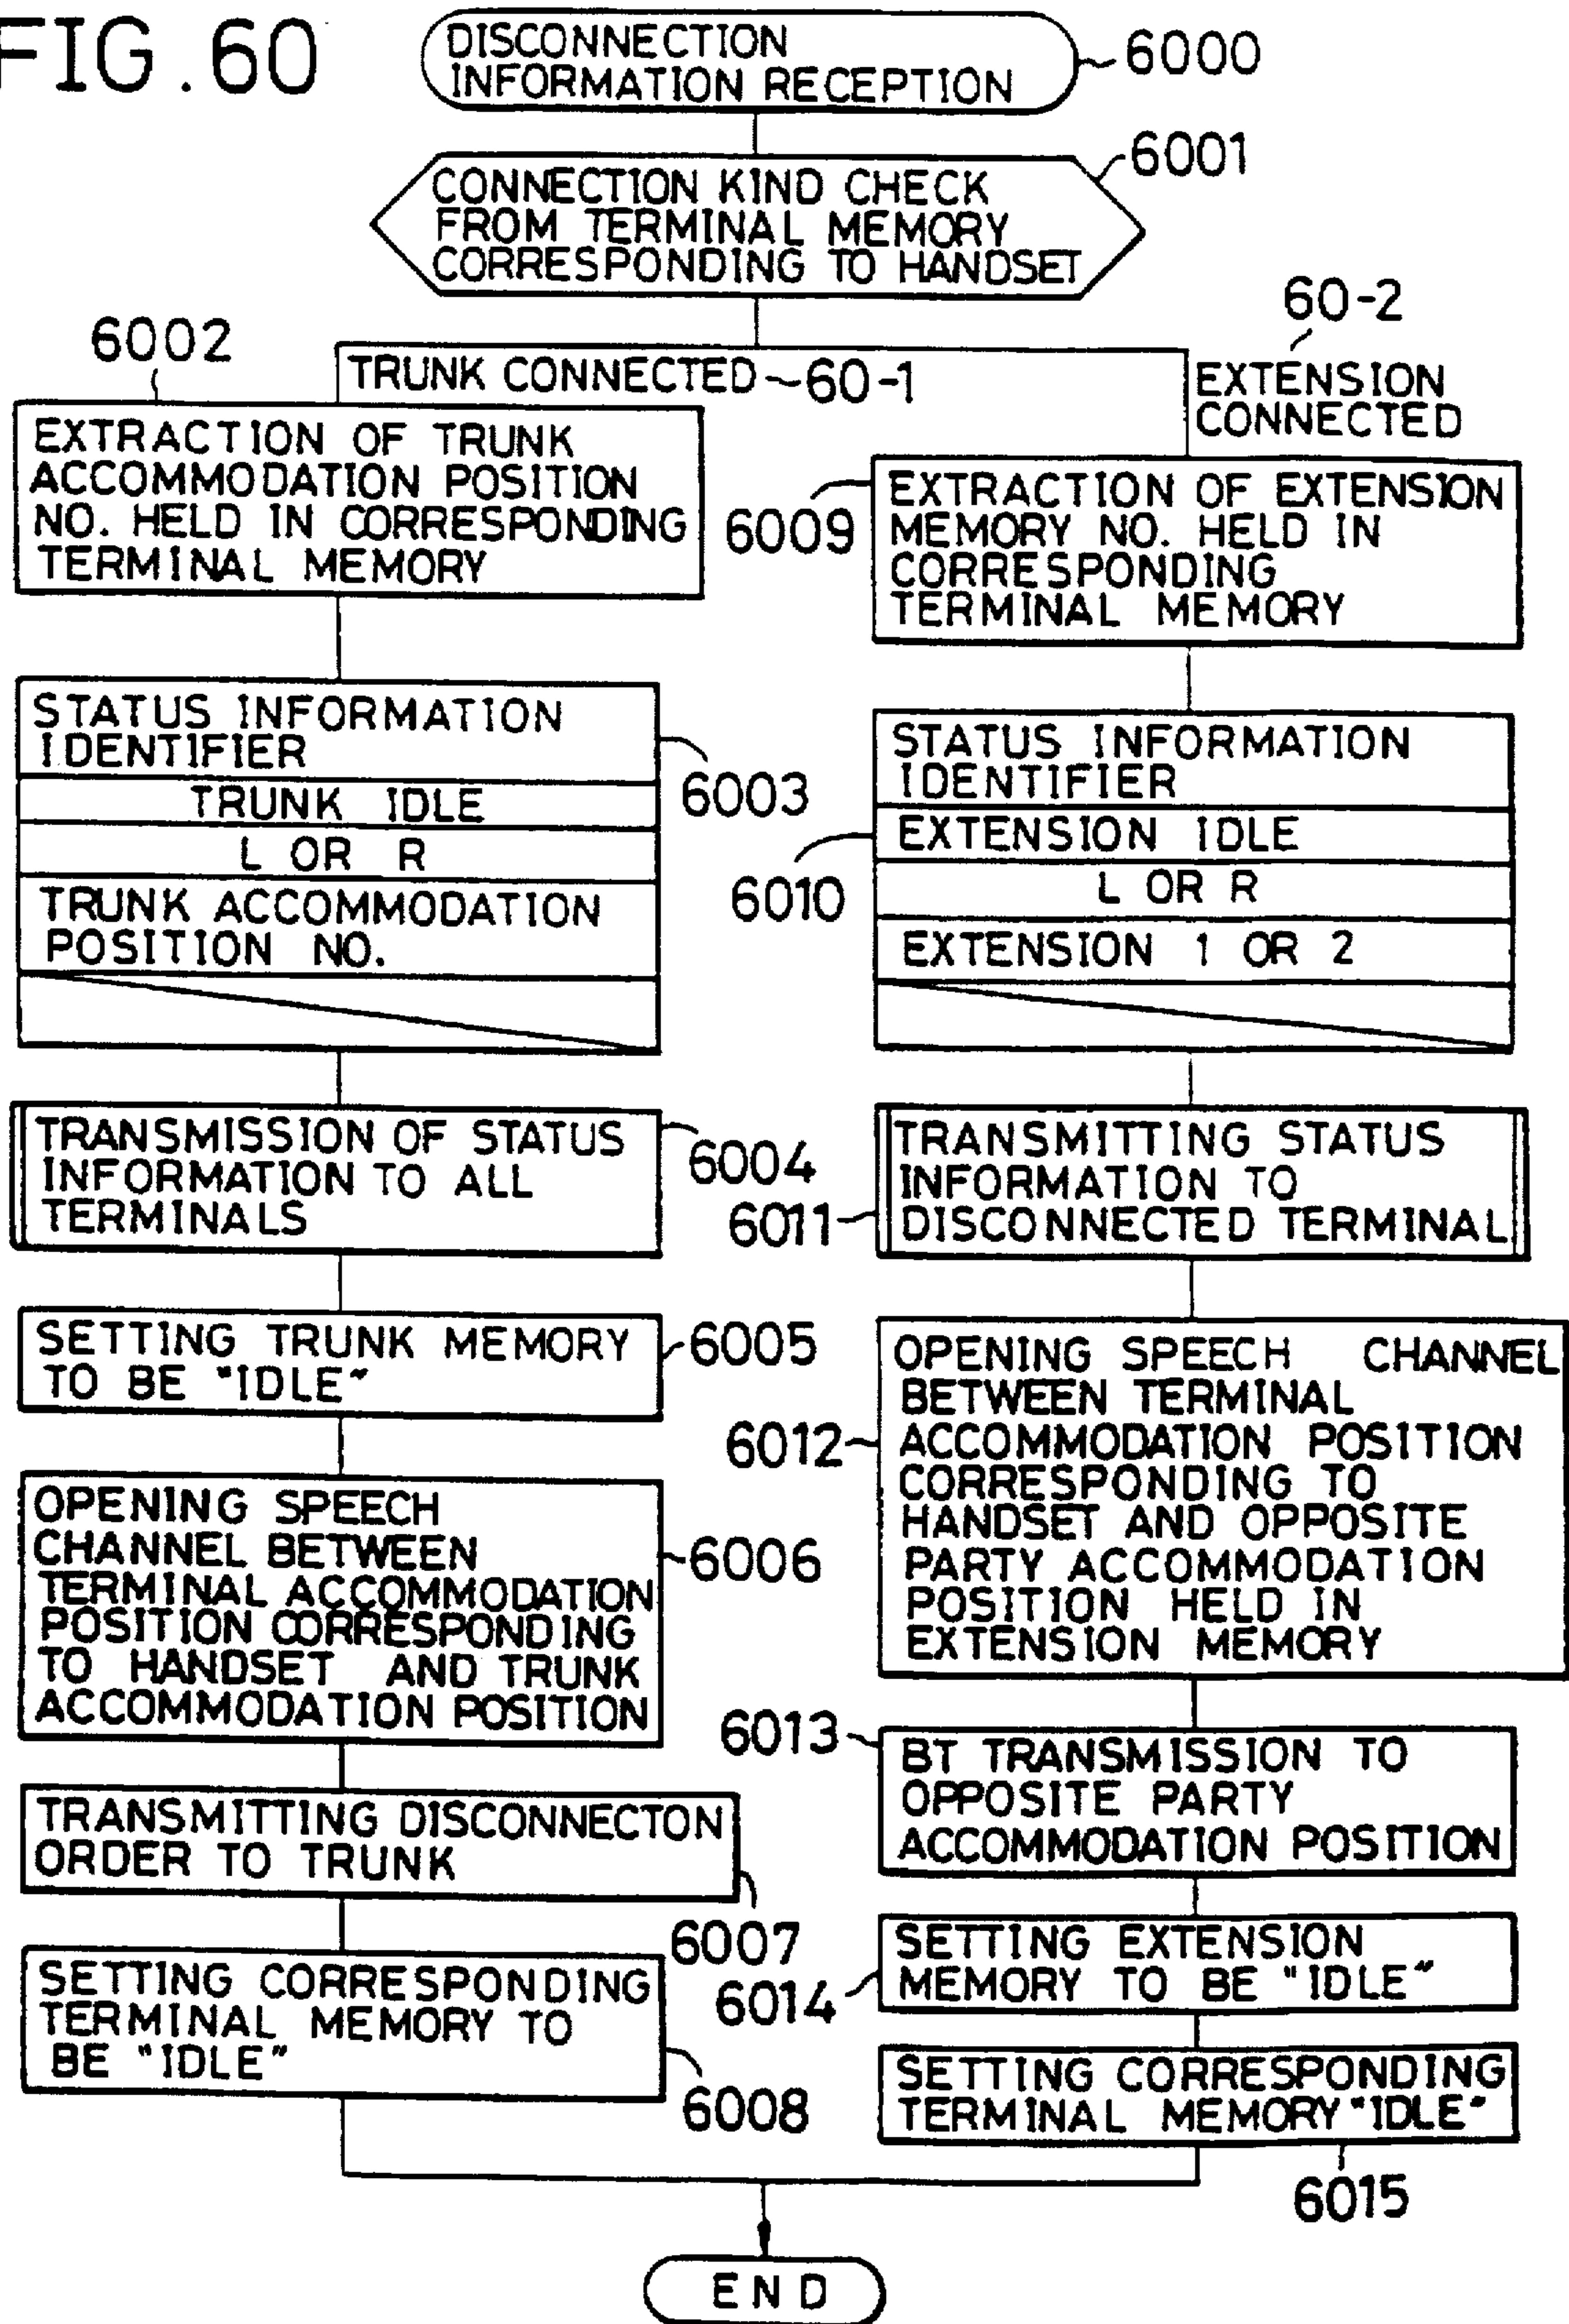 FIG.60
DISCONNECTION
INFORMATION RECEPTION
6000
CONNECTION KIND CHECK
FROM TERMINAL MEMORY
CORRESPONDING TO HANDSET
6001
TRUNK CONNECTED
60-1
60-2
EXTENSION
CONNECTED
6002
EXTRACTION OF TRUNK
ACCOMMODATION POSITION
NO. HELD IN CORRESPONDING
TERMINAL MEMORY
STATUS INFORMATION
IDENTIFIER
TRUNK IDLE
L OR R
TRUNK ACCOMMODATION
POSITION NO.
6003
TRANSMISSION OF STATUS
INFORMATION TO ALL
TERMINALS
6004
SETTING TRUNK MEMORY
TO BE "IDLE"
6005
OPENING SPEECH
CHANNEL BETWEEN
TERMINAL ACCOMMODATION
POSITION CORRESPONDING
TO HANDSET AND TRUNK
ACCOMMODATION POSITION
6006
TRANSMITTING DISCONNECTON
ORDER TO TRUNK
6007
SETTING CORRESPONDING
TERMINAL MEMORY TO
BE "IDLE"
6008
6009
EXTRACTION OF EXTENSION
MEMORY NO. HELD IN
CORRESPONDING
TERMINAL MEMORY
STATUS INFORMATION
IDENTIFIER
EXTENSION IDLE
L OR R
EXTENSION 1 OR 2
6010
TRANSMITTING STATUS
INFORMATION TO
DISCONNECTED TERMINAL
6011
OPENING SPEECH CHANNEL
BETWEEN TERMINAL
ACCOMMODATION POSITION
CORRESPONDING TO
HANDSET AND OPPOSITE
PARTY ACCOMMODATION
POSITION HELD IN
EXTENSION MEMORY
6012
6013
BT TRANSMISSION TO
OPPOSITE PARTY
ACCOMMODATION POSITION
SETTING EXTENSION
MEMORY TO BE "IDLE"
6014
SETTING CORRESPONDING
TERMINAL MEMORY "IDLE"
6015
END